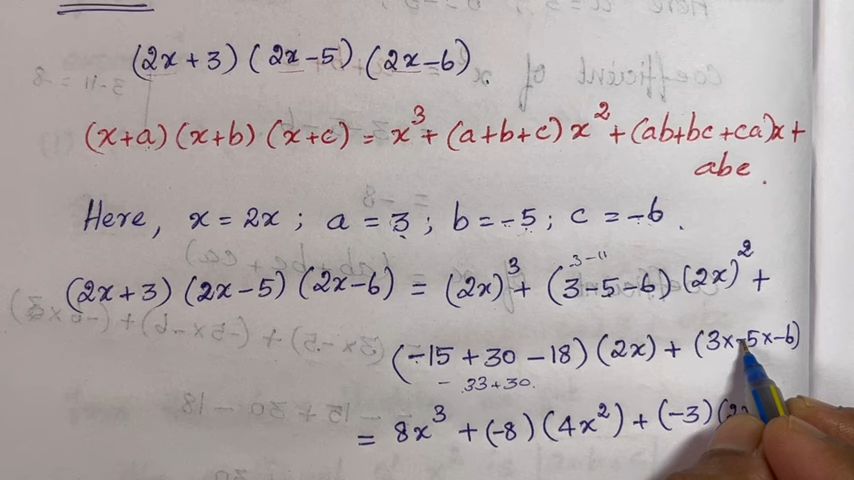 (2x+3) (2x-5) (2x-6).
(x+a) (x+b) (x+c) = x³ + (a+b+c) x² + (ab+bc+ca)x +
abc.
Here, x = 2x ; a = 3 ; b = -5 ; c = -6 .
3-11
(2x+3) (2x-5) (2x-6) = (2x)³ + (3-5-6) (2x)² +
(-15 + 30 - 18) (2x) + (3x-5x-6)
- 33+30.
= 8x³ + (-8) (4x²) + (-3) (2x